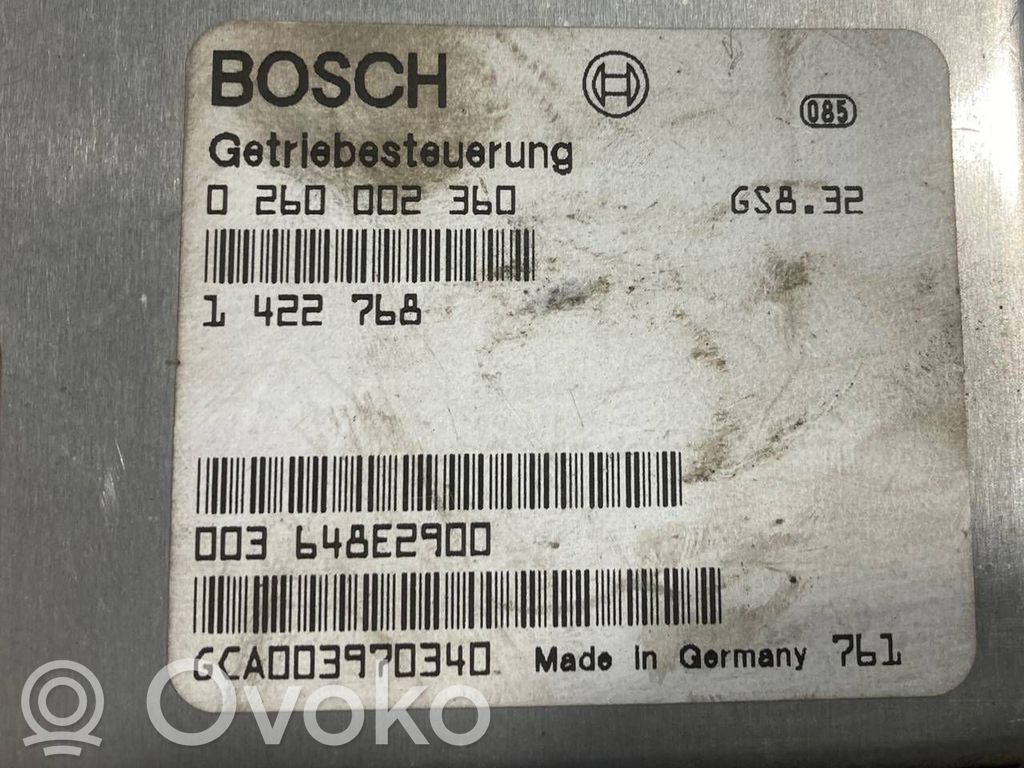 BOSCH
085
Getriebesteuerung
0 260 002 360 GS8.32
1 422 768
003 648E2900
GCA003970340 Made in Germany 761
Ovoko